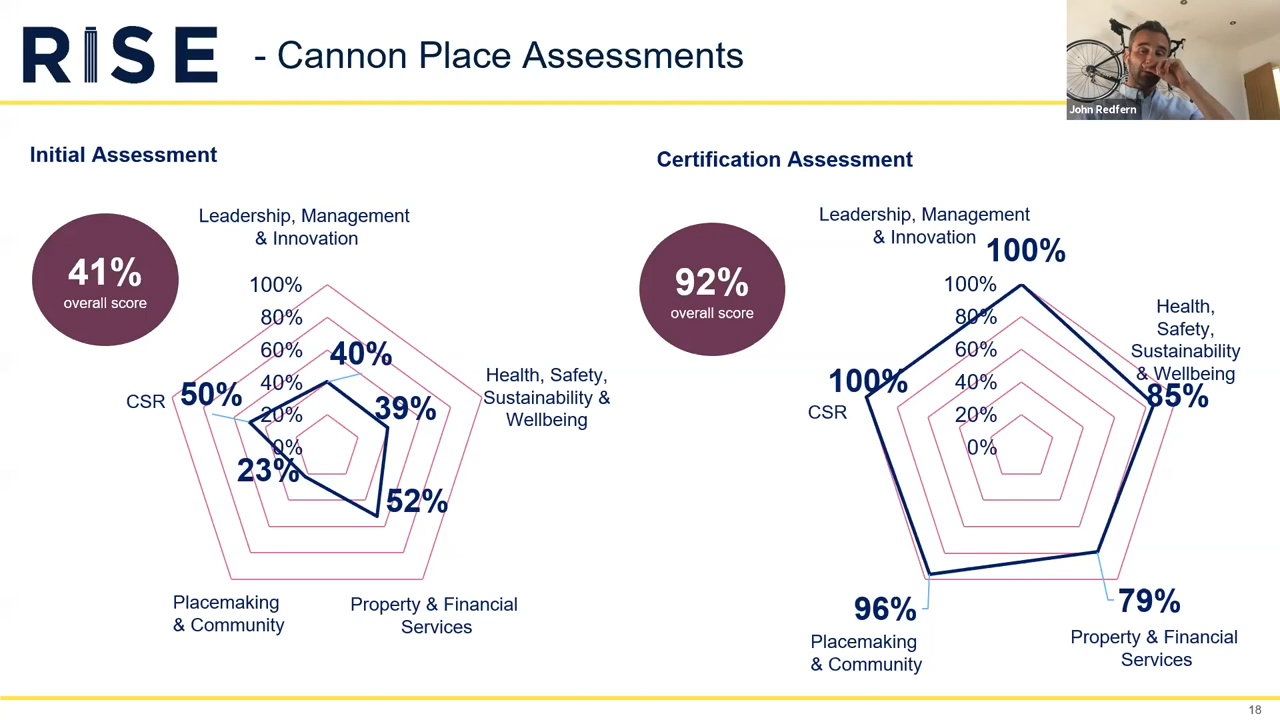 RISE - Cannon Place Assessments
John Redfern
Initial Assessment
41%
overall score
Leadership, Management
& Innovation
100%
80%
60%
40%
20%
0%
40%
39%
52%
23%
50%
Health, Safety,
Sustainability &
Wellbeing
CSR
Placemaking
& Community
Property & Financial
Services
Certification Assessment
92%
overall score
Leadership, Management
& Innovation
100%
100%
80%
60%
40%
20%
0%
Health,
Safety,
Sustainability
& Wellbeing
85%
100%
CSR
96%
Placemaking
& Community
79%
Property & Financial
Services
18